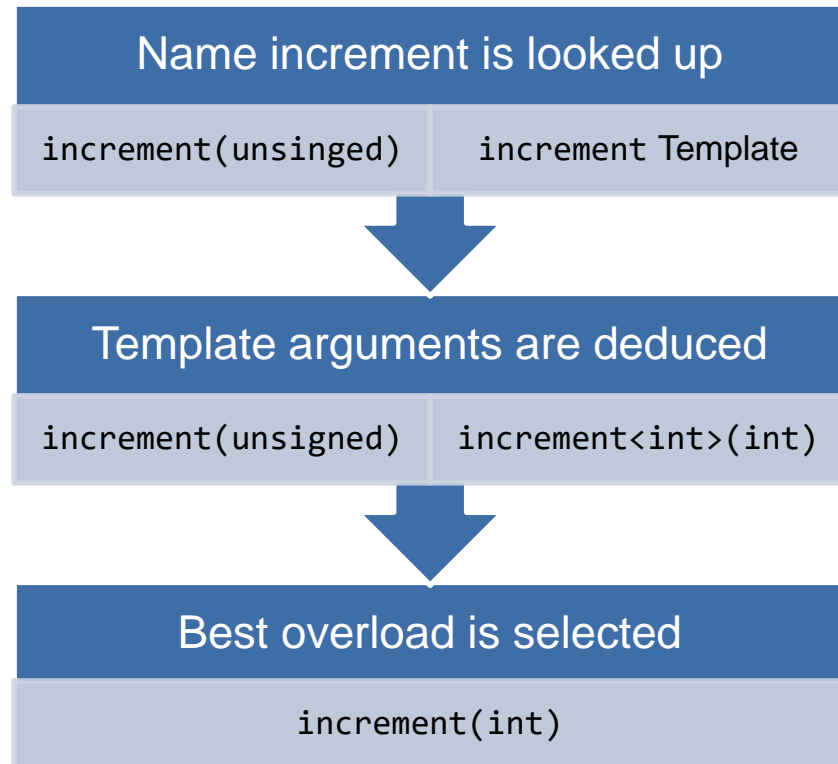 Name increment is looked up
increment(unsinged) increment Template
Template arguments are deduced
increment(unsigned) increment<int>(int)
Best overload is selected
increment(int)